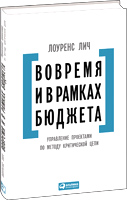 ЛОУРЕНС ЛИЧ
ВОВРЕМЯ
И В РАМКАХ
БЮДЖЕТА
УПРАВЛЕНИЕ ПРОЕКТАМИ
ПО МЕТОДУ КРИТИЧЕСКОЙ ЦЕПИ